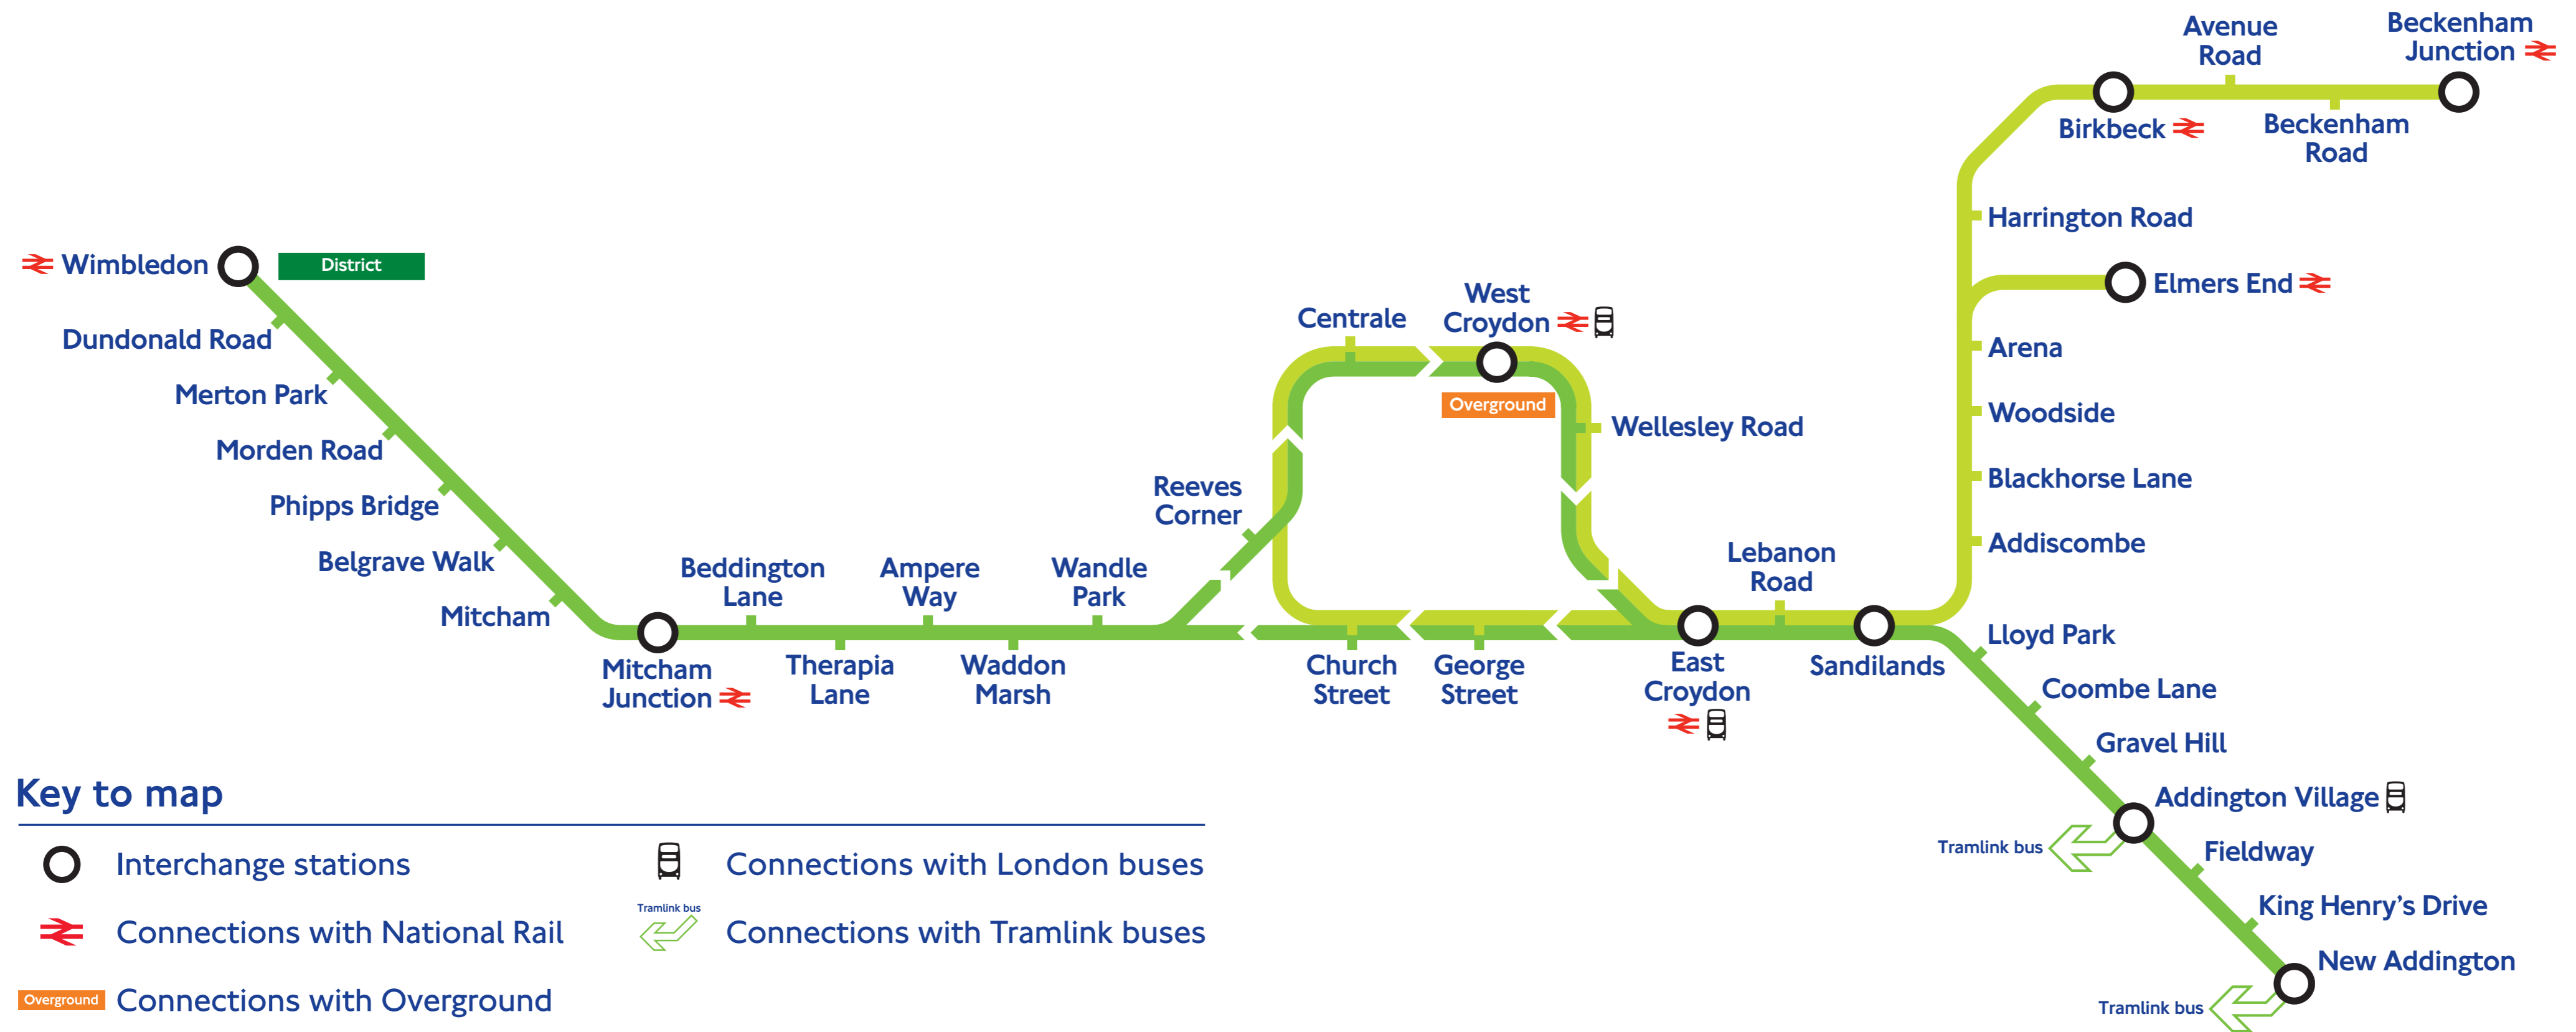 Avenue
Road
Beckenham
Junction
Birkbeck
Beckenham
Road
Harrington Road
Wimbledon
District
Elmers End
Dundonald Road
Merton Park
Morden Road
Phipps Bridge
Belgrave Walk
Mitcham
Centrale
West
Croydon
Overground
Wellesley Road
Arena
Woodside
Blackhorse Lane
Addiscombe
Reeves
Corner
Mitcham
Junction
Beddington
Lane
Therapia
Lane
Ampere
Way
Waddon
Marsh
Wandle
Park
Church
Street
George
Street
East
Croydon
Lebanon
Road
Sandilands
Lloyd Park
Coombe Lane
Gravel Hill
Addington Village
Tramlink bus
Fieldway
King Henry's Drive
New Addington
Tramlink bus
Key to map
Interchange stations
Connections with National Rail
Overground
Connections with Overground
Connections with London buses
Tramlink bus
Connections with Tramlink buses